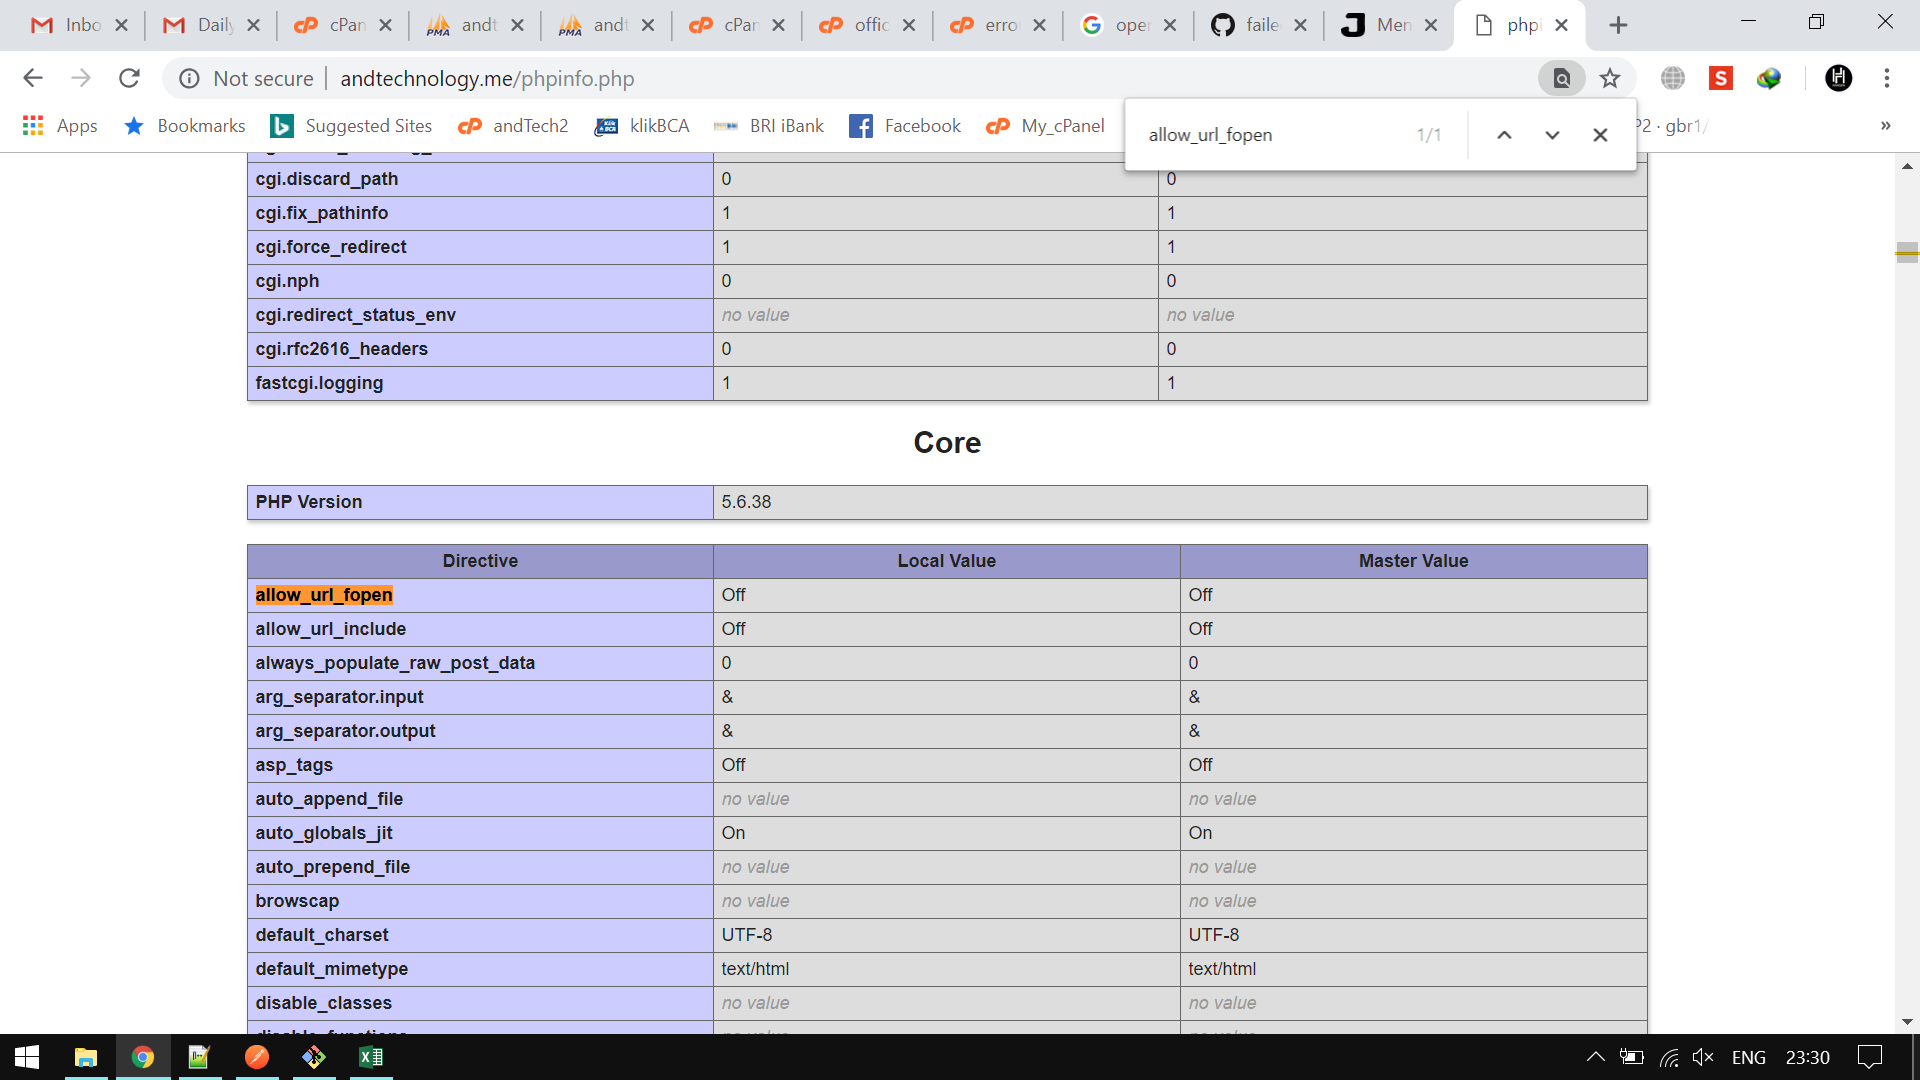 Inbo
Daily
cPan
andt
andt
cPan
offic
erro
oper
faile
Men
phpi
Not secure
andtechnology.me/phpinfo.php
Apps
Bookmarks
Suggested Sites
andTech2
klikBCA
BRI iBank
Facebook
My_cPanel
P2 · gbr1/
»
allow_url_fopen 1/1
cgi.discard_path 0 0
cgi.fix_pathinfo 1 1
cgi.force_redirect 1 1
cgi.nph 0 0
cgi.redirect_status_env no value no value
cgi.rfc2616_headers 0 0
fastcgi.logging 1 1
Core
PHP Version 5.6.38
Directive Local Value Master Value
allow_url_fopen Off Off
allow_url_include Off Off
always_populate_raw_post_data 0 0
arg_separator.input & &
arg_separator.output & &
asp_tags Off Off
auto_append_file no value no value
auto_globals_jit On On
auto_prepend_file no value no value
browscap no value no value
default_charset UTF-8 UTF-8
default_mimetype text/html text/html
disable_classes no value no value
ENG 23:30